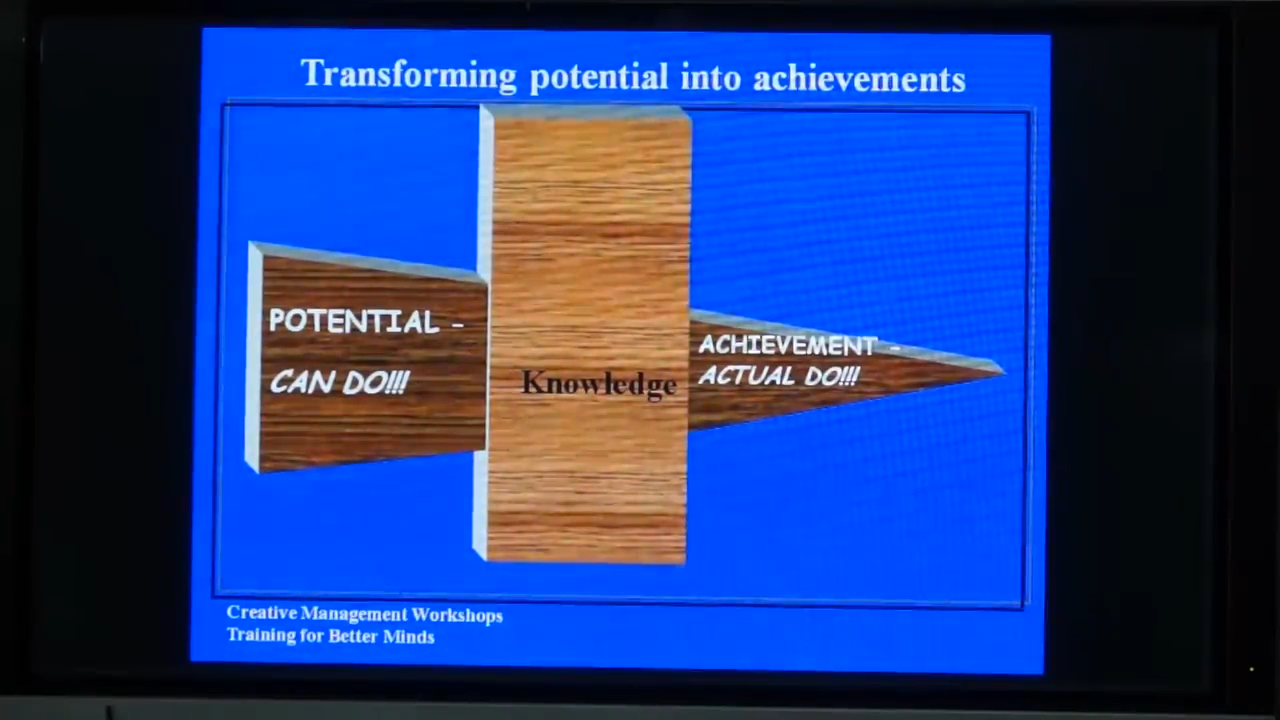 Transforming potential into achievements
POTENTIAL -
CAN DO!!!
Knowledge
ACHIEVEMENT -
ACTUAL DO!!!
Creative Management Workshops
Training for Better Minds